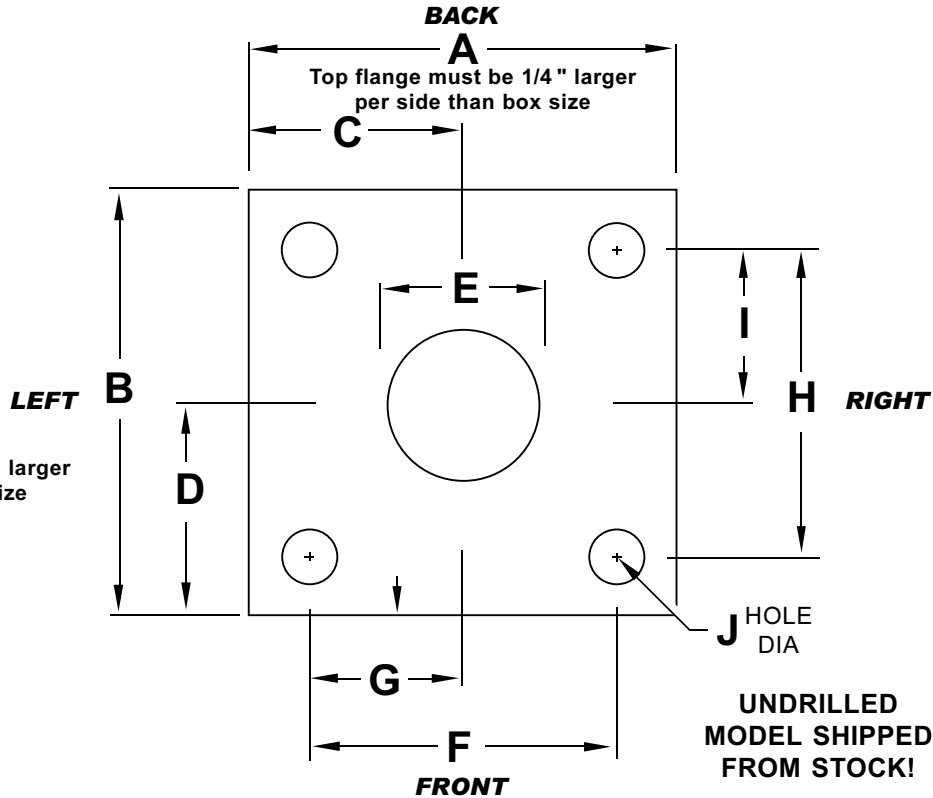 BACK
A
Top flange must be 1/4" larger
per side than box size
C
E
I
LEFT
B
H
RIGHT
larger
ize
D
J HOLE
DIA
G
UNDRILLED
MODEL SHIPPED
FROM STOCK!
F
FRONT